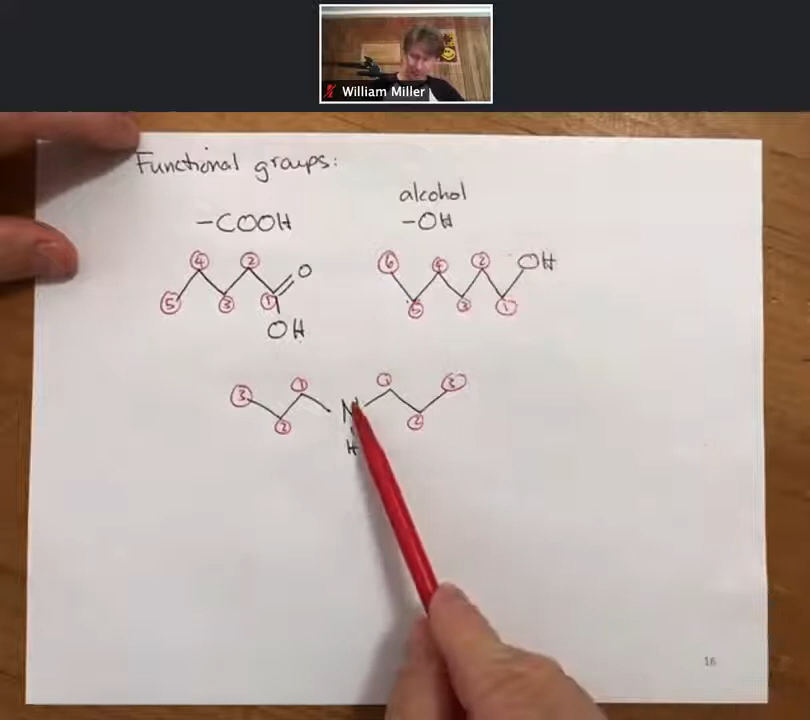 William Miller
Functional groups:
-COOH
alcohol
-OH
4 2 O
5 3 1
OH
6 4 2 OH
5 3 1
3 1 N 1 3
2 2
H
16